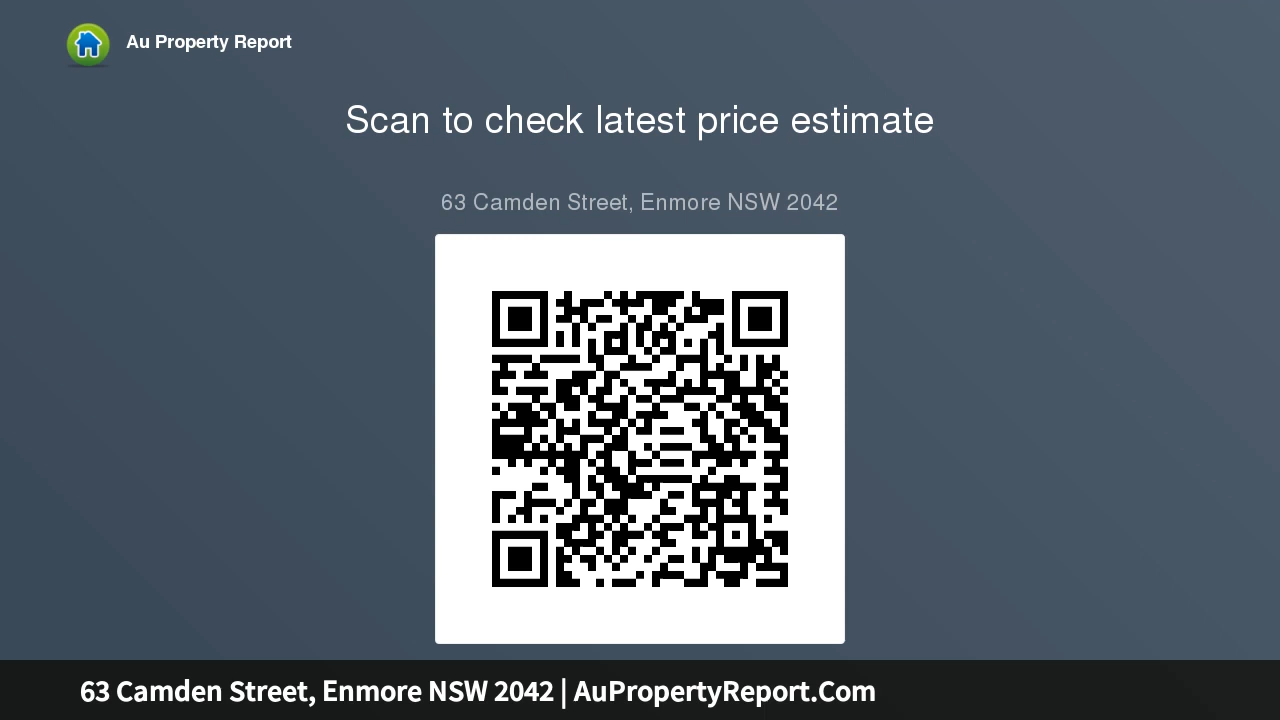 Au Property Report
Scan to check latest price estimate
63 Camden Street, Enmore NSW 2042
63 Camden Street, Enmore NSW 2042 | AuPropertyReport.Com